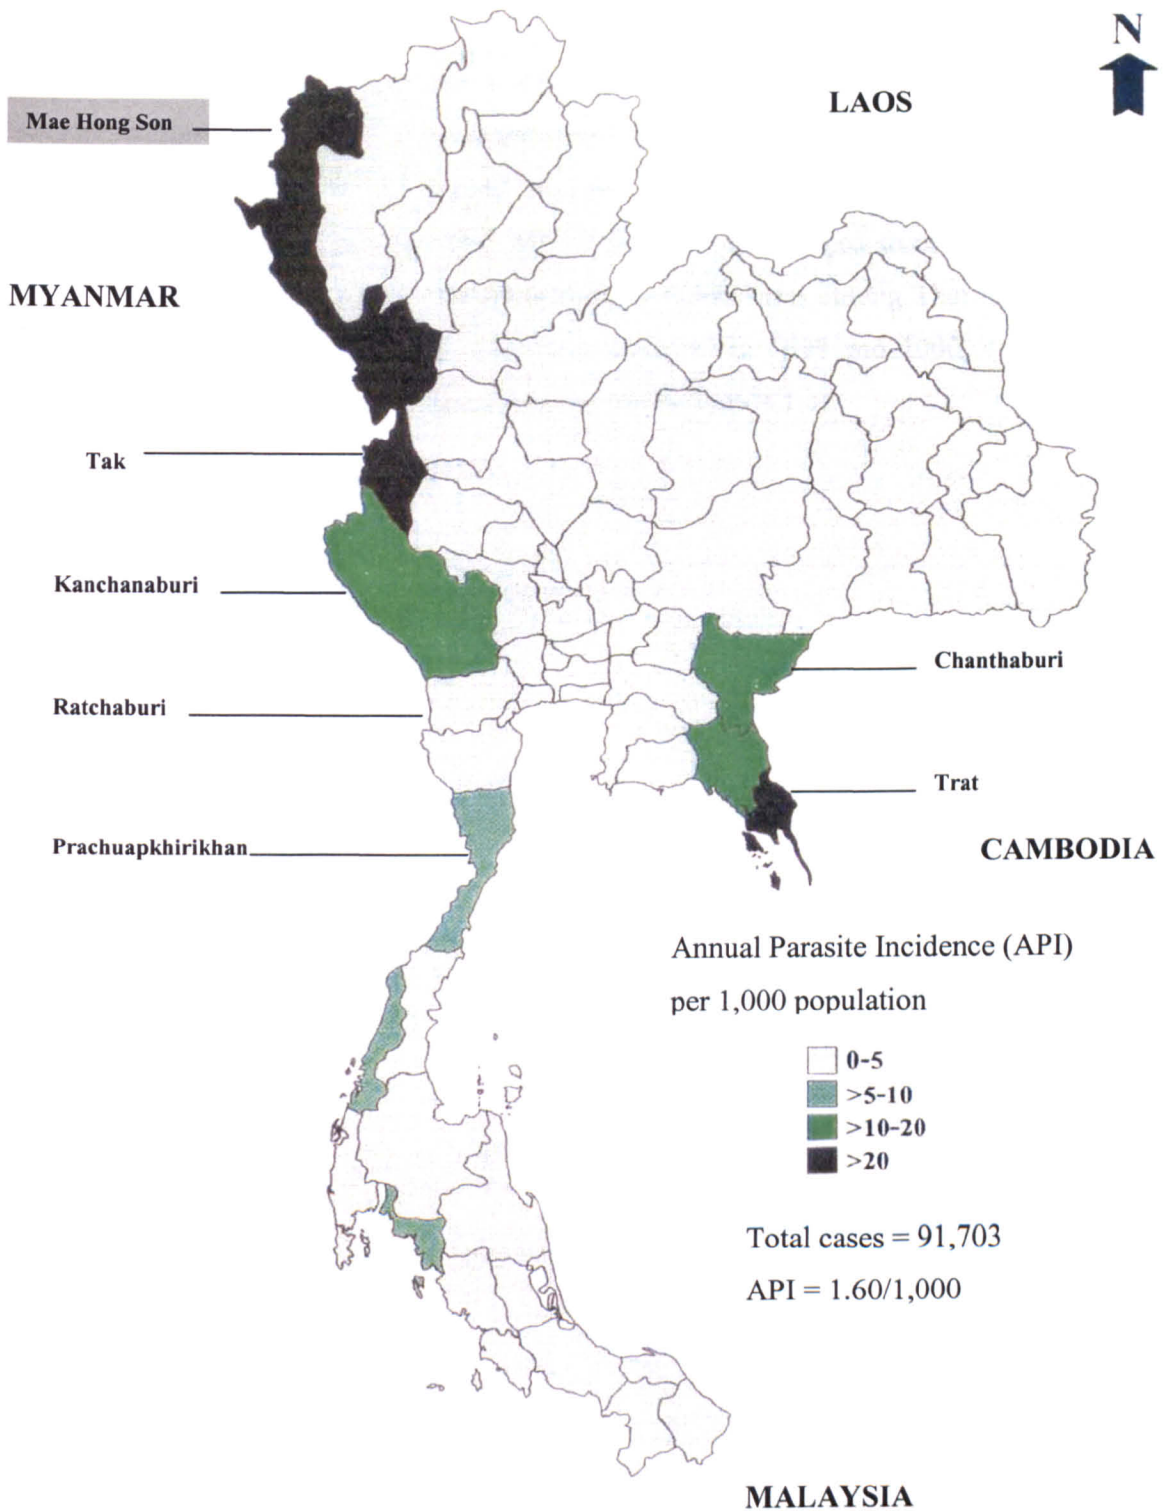 N
LAOS
Mae Hong Son
MYANMAR
Tak
Kanchanaburi
Chanthaburi
Ratchaburi
Trat
Prachuapkhirikhan
CAMBODIA
Annual Parasite Incidence (API)
per 1,000 population
0-5
>5-10
>10-20
>20
Total cases = 91,703
API = 1.60/1,000
MALAYSIA